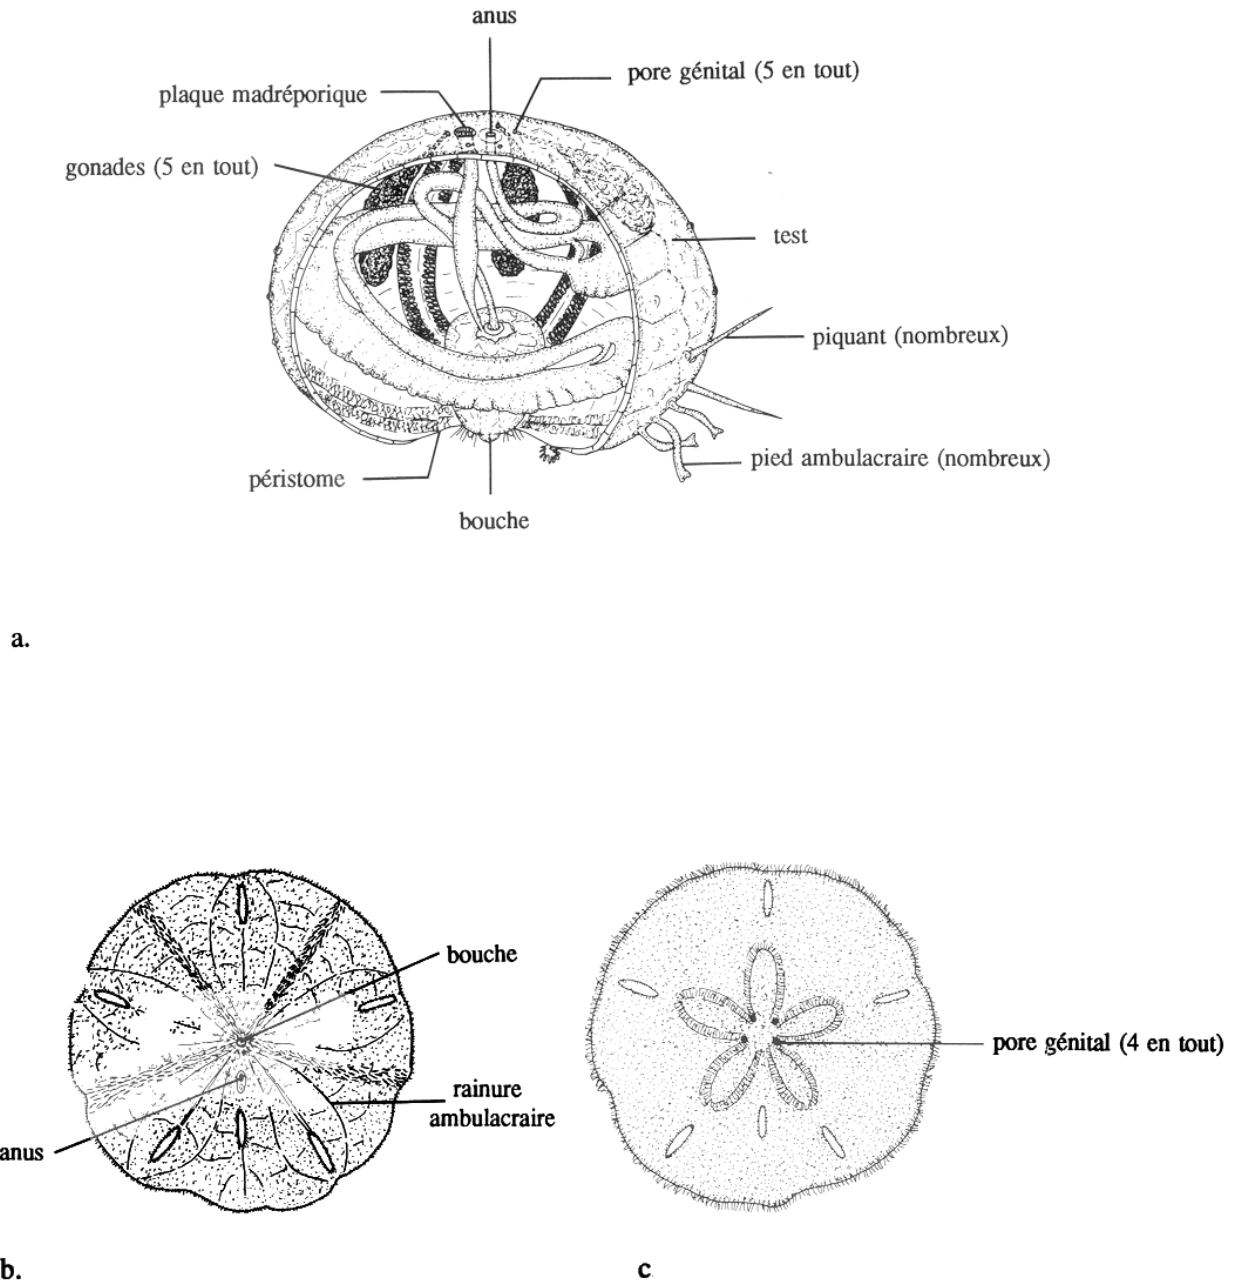 anus
pore génital (5 en tout)
plaque madréporique
gonades (5 en tout)
test
piquant (nombreux)
pied ambulacraire (nombreux)
péristome
bouche
a.
bouche
pore génital (4 en tout)
rainure
ambulacraire
anus
b.
c